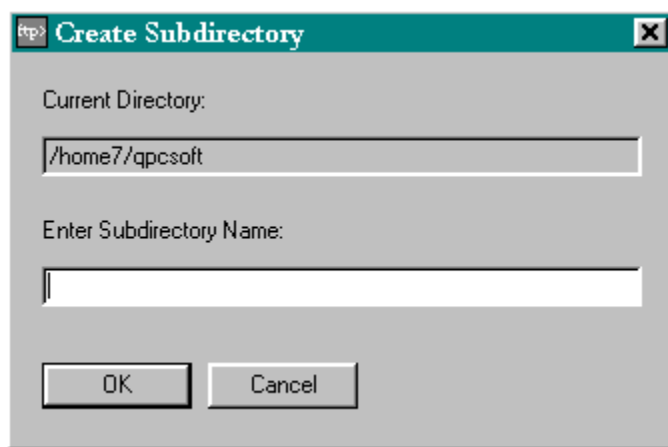 ftp> Create Subdirectory
Current Directory:
/home7/qpcsoft
Enter Subdirectory Name:
OK Cancel